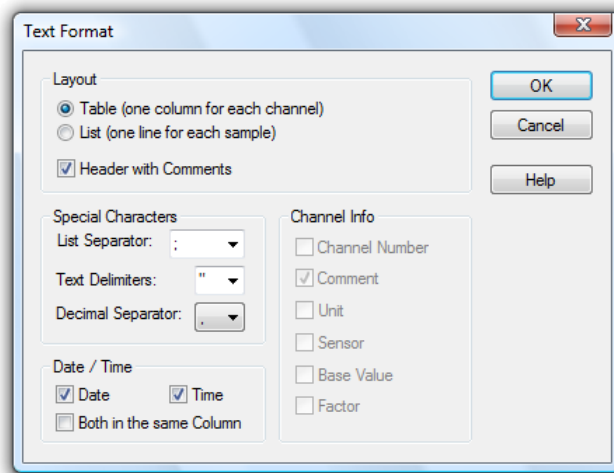 Text Format
Layout
Table (one column for each channel)
List (one line for each sample)
Header with Comments
OK
Cancel
Help
Special Characters
List Separator: ;
Text Delimiters: "
Decimal Separator: ,
Channel Info
Channel Number
Comment
Unit
Sensor
Base Value
Factor
Date / Time
Date Time
Both in the same Column